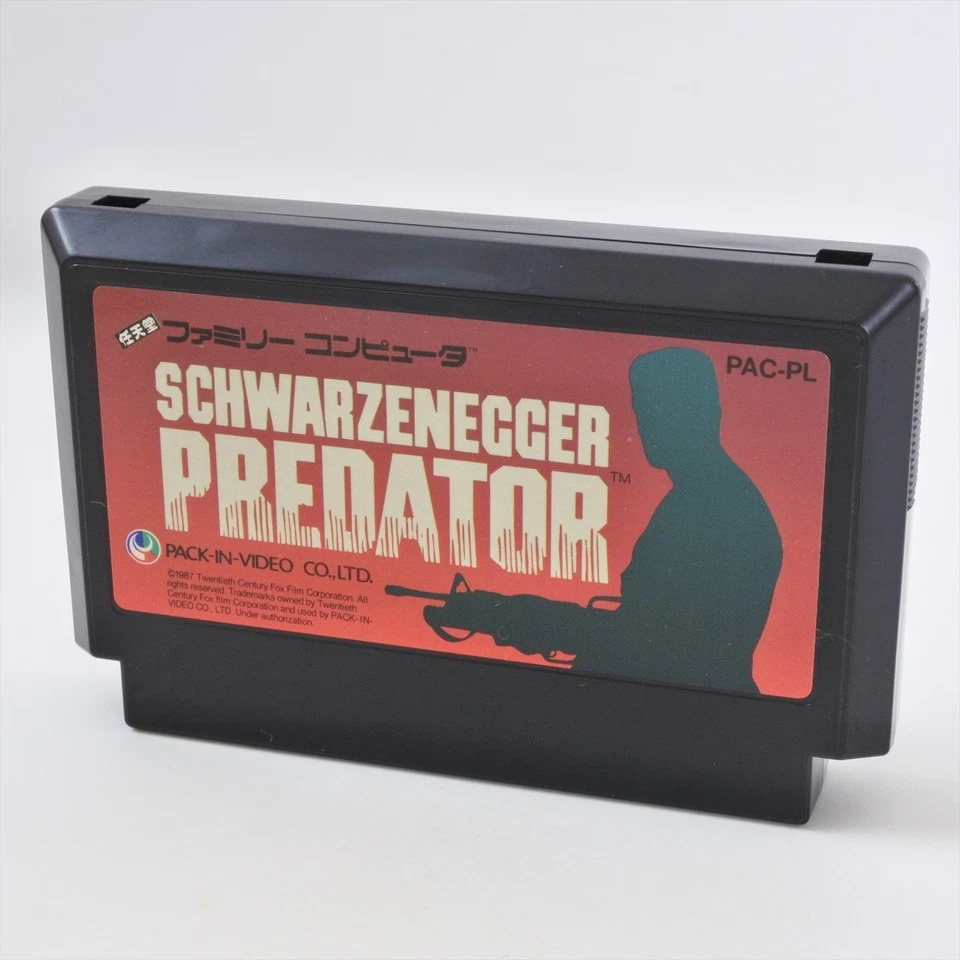 任天堂 ファミリー コンピュータ™
PAC-PL
SCHWARZENEGGER
PREDATOR™
PACK-IN-VIDEO CO.,LTD.
©1987 Twentieth Century Fox Film Corporation. All
rights reserved. Trademarks owned by Twentieth
Century Fox film Corporation and used by PACK-IN-
VIDEO CO., LTD. Under authorization.